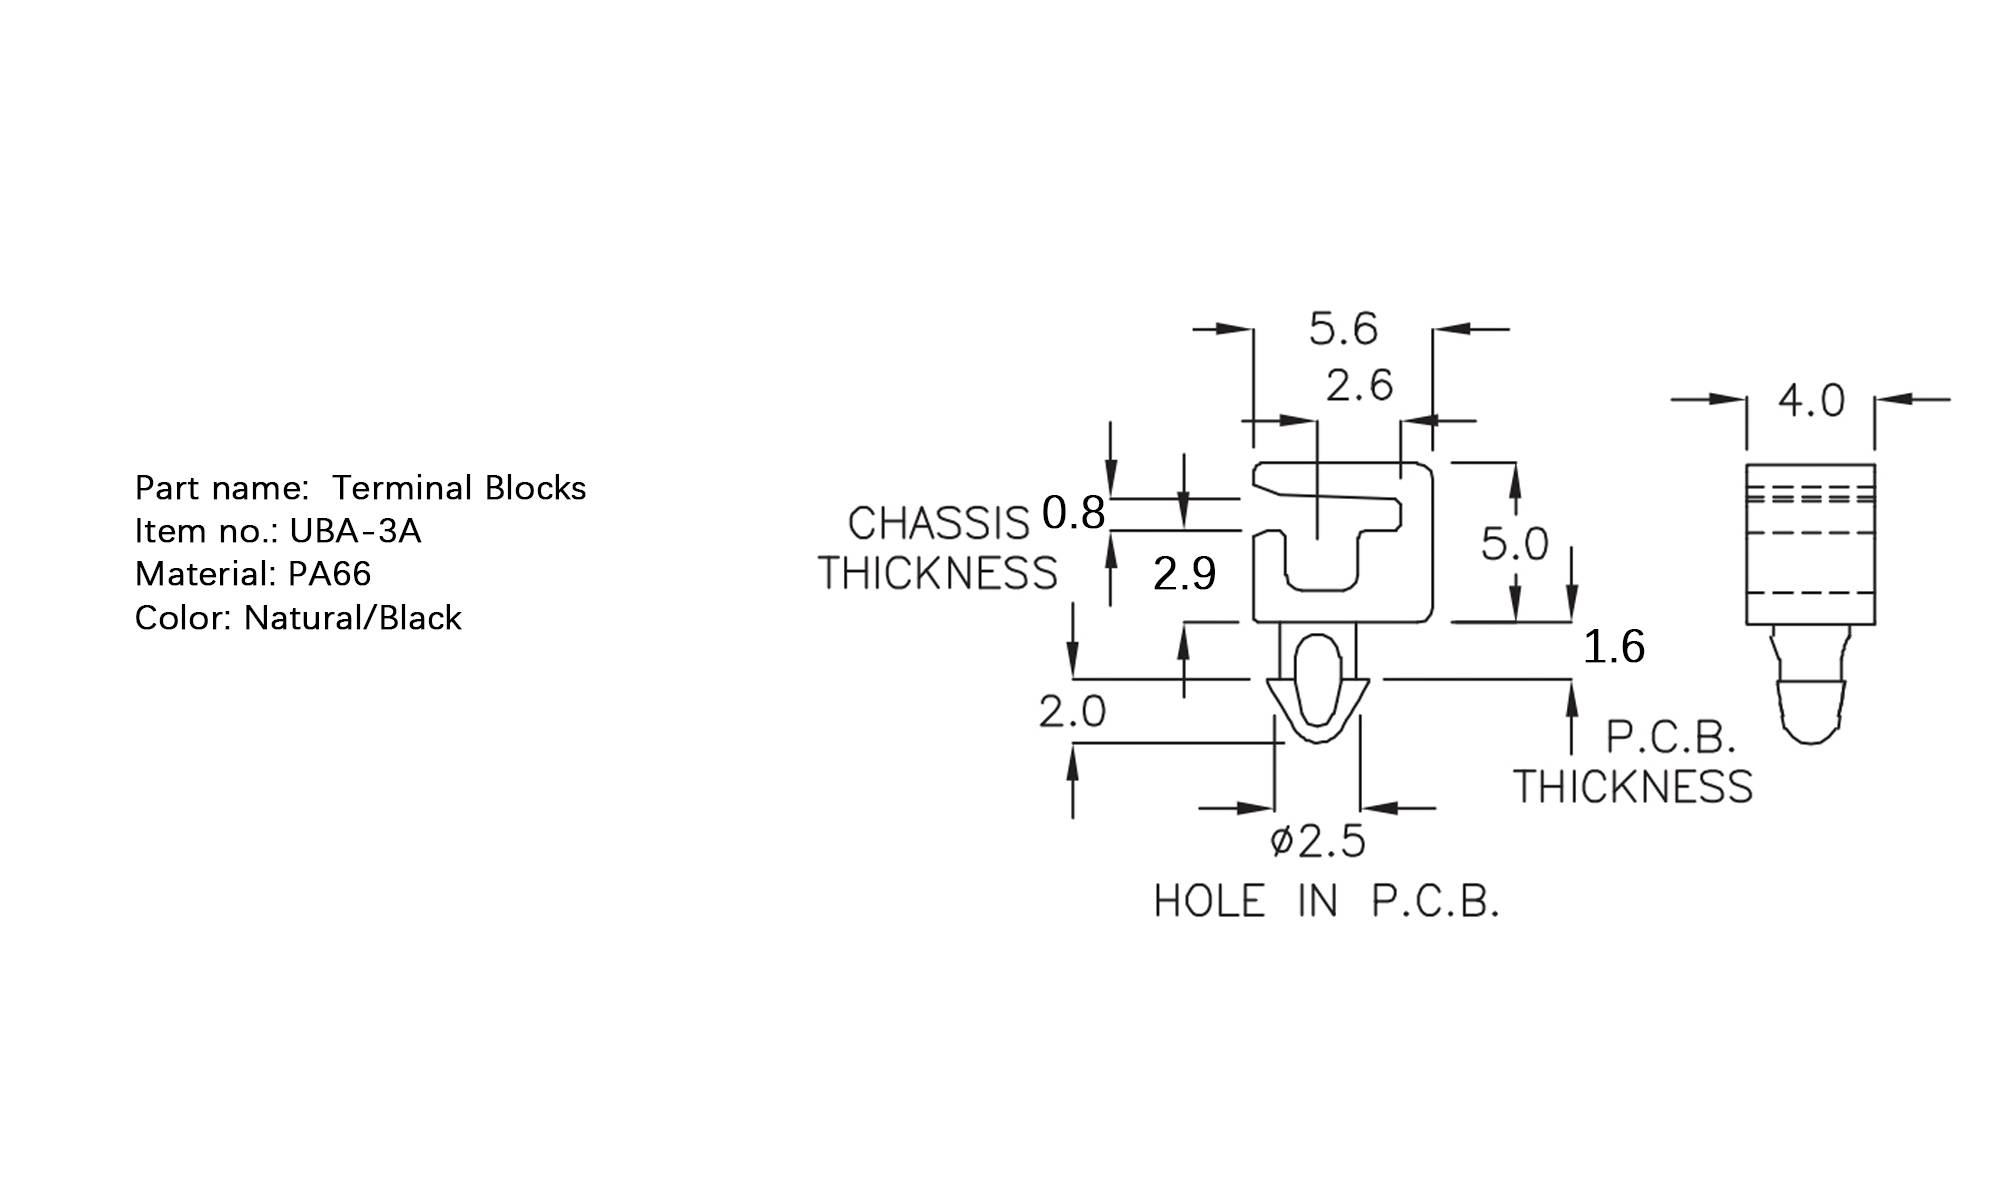 Part name:  Terminal Blocks
Item no.: UBA-3A
Material: PA66
Color: Natural/Black
5.6
2.6
4.0
CHASSIS 0.8
THICKNESS
2.9
5.0
1.6
2.0
P.C.B.
THICKNESS
ø2.5
HOLE IN P.C.B.